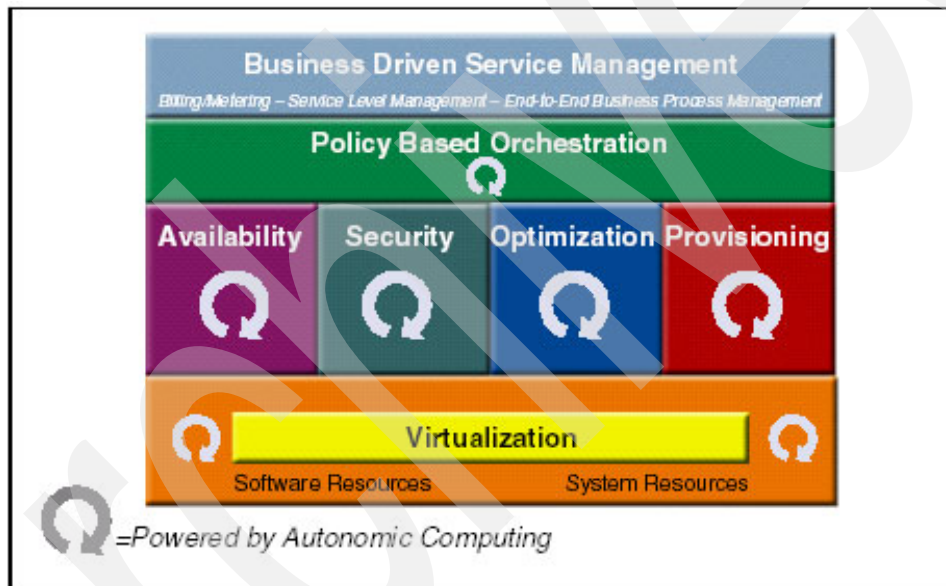 Business Driven Service Management
Billing/Metering – Service Level Management – End-to-End Business Process Management
Policy Based Orchestration
Availability Security Optimization Provisioning
Virtualization
Software Resources System Resources
=Powered by Autonomic Computing